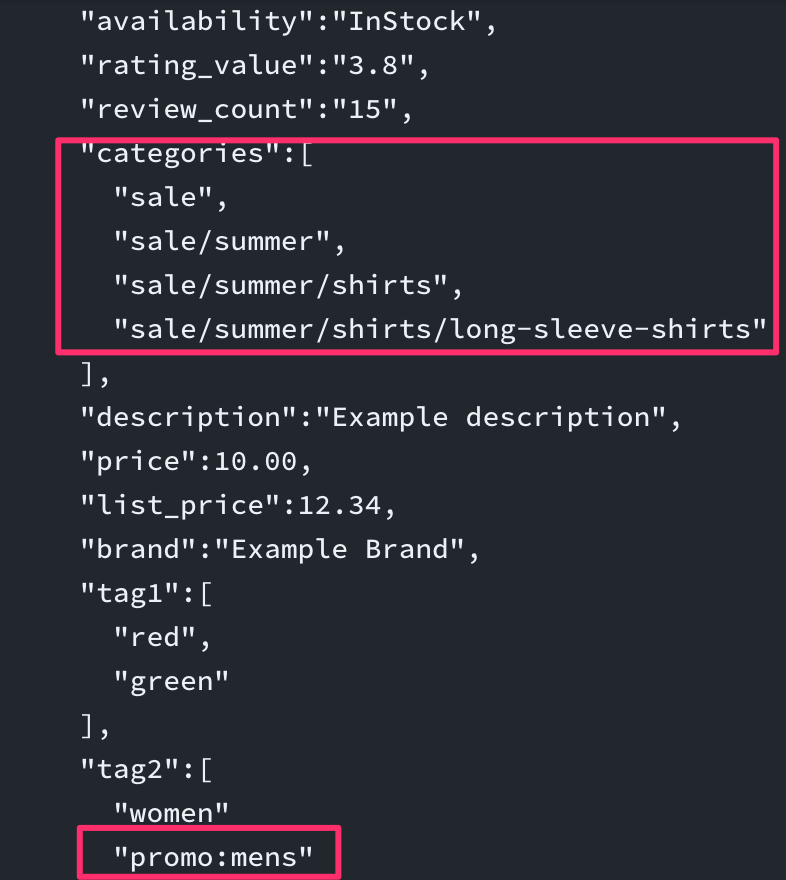 "availability":"InStock",
"rating_value":"3.8",
"review_count":"15",
"categories":[
"sale",
"sale/summer",
"sale/summer/shirts",
"sale/summer/shirts/long-sleeve-shirts"
],
"description":"Example description",
"price":10.00,
"list_price":12.34,
"brand":"Example Brand",
"tag1":[
"red",
"green"
],
"tag2":[
"women"
"promo:mens"